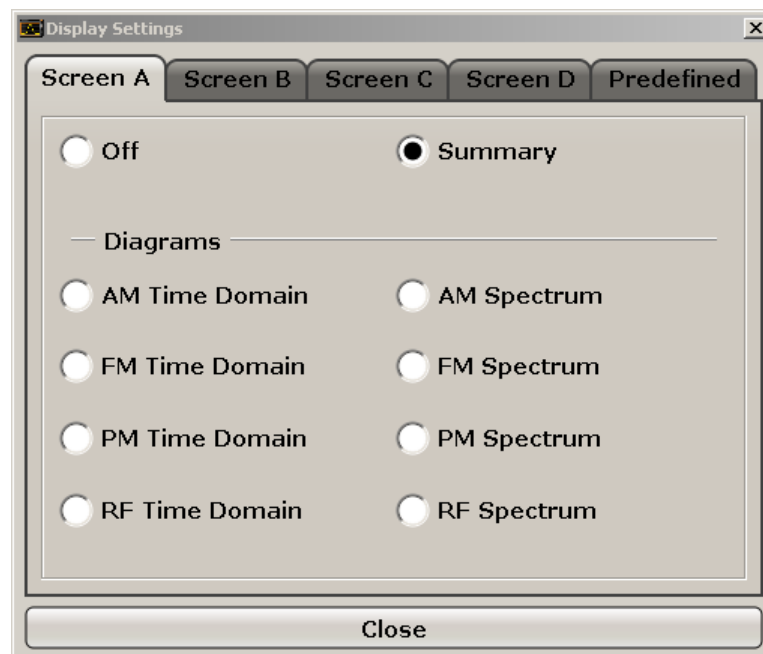 Display Settings
Screen A Screen B Screen C Screen D Predefined
Off Summary
Diagrams
AM Time Domain AM Spectrum
FM Time Domain FM Spectrum
PM Time Domain PM Spectrum
RF Time Domain RF Spectrum
Close